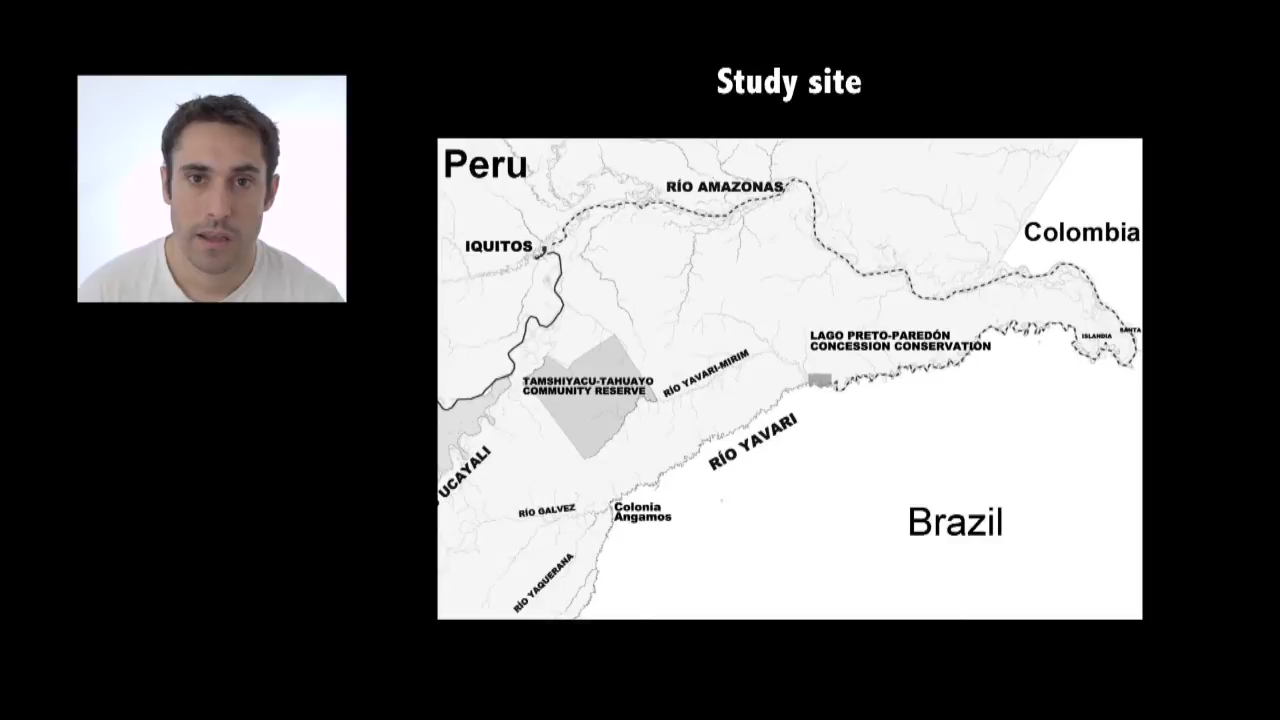 Study site
Peru
RÍO AMAZONAS
Colombia
IQUITOS
SANTA
ISLANDIA
LAGO PRETO-PAREDÓN
CONCESSION CONSERVATION
TAMSHIYACU-TAHUAYO
COMMUNITY RESERVE
RÍO YAVARI-MIRIM
RÍO YAVARI
UCAYALI
RÍO GALVEZ
Colonia
Angamos
Brazil
RÍO YAQUERANA